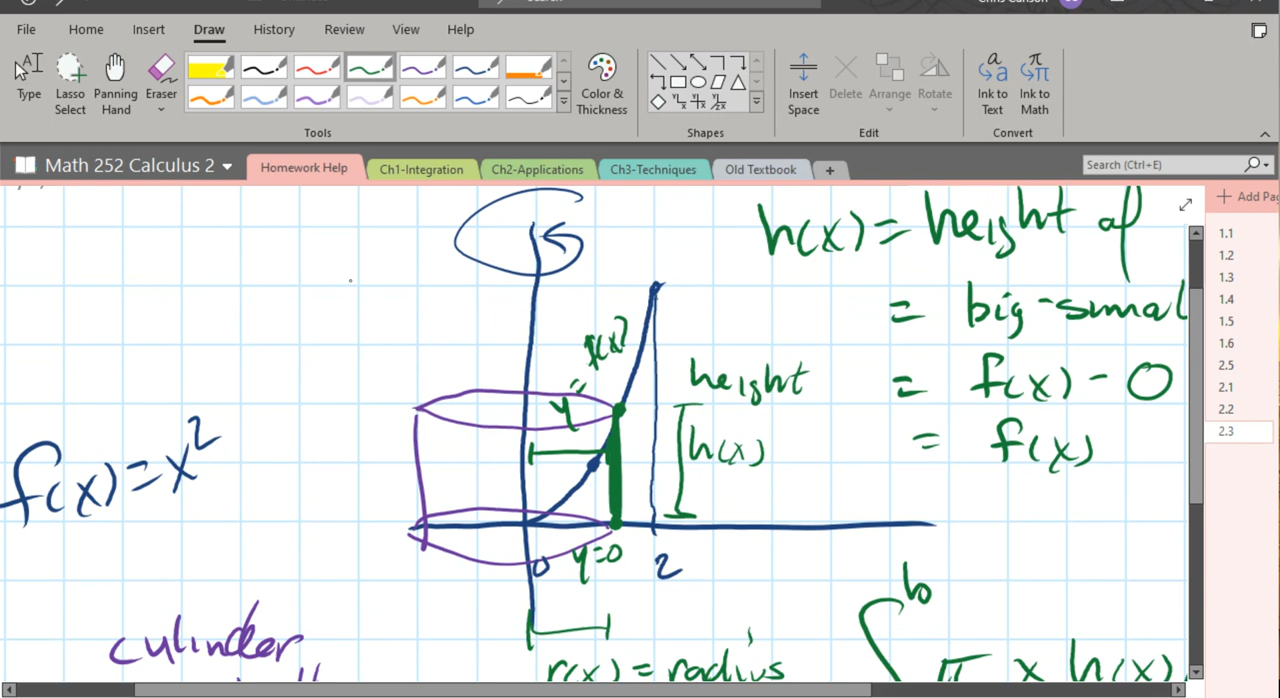 File Home Insert Draw History Review View Help
Type
Lasso Select
Panning Hand
Eraser
Color & Thickness
Insert Space
Delete
Arrange
Rotate
Ink to Text
Ink to Math
Tools
Shapes
Edit
Convert
Math 252 Calculus 2
Homework Help
Ch1-Integration
Ch2-Applications
Ch3-Techniques
Old Textbook
+
Search (Ctrl+E)
+ Add Pag
1.1
1.2
1.3
1.4
1.5
1.6
2.5
2.1
2.2
2.3
h(x) = height of
= big-small
= f(x) - 0
= f(x)
y = f(x)
height
h(x)
f(x)=x²
0
y=0
2
cylinder
r(x) = radius
∫ b
π x h(x)